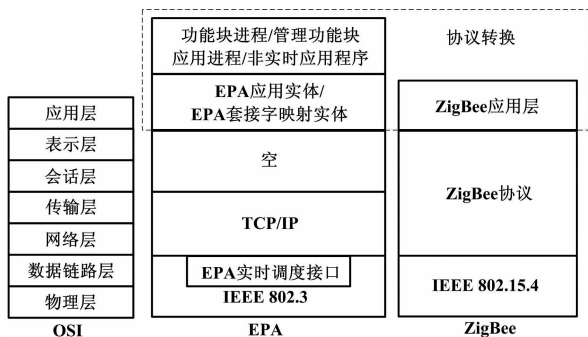 功能块进程/管理功能块
应用进程/非实时应用程序
协议转换
EPA应用实体/
EPA套接字映射实体
ZigBee应用层
应用层
表示层
会话层
传输层
网络层
数据链路层
物理层
OSI
空
TCP/IP
EPA实时调度接口
IEEE 802.3
EPA
ZigBee协议
IEEE 802.15.4
ZigBee